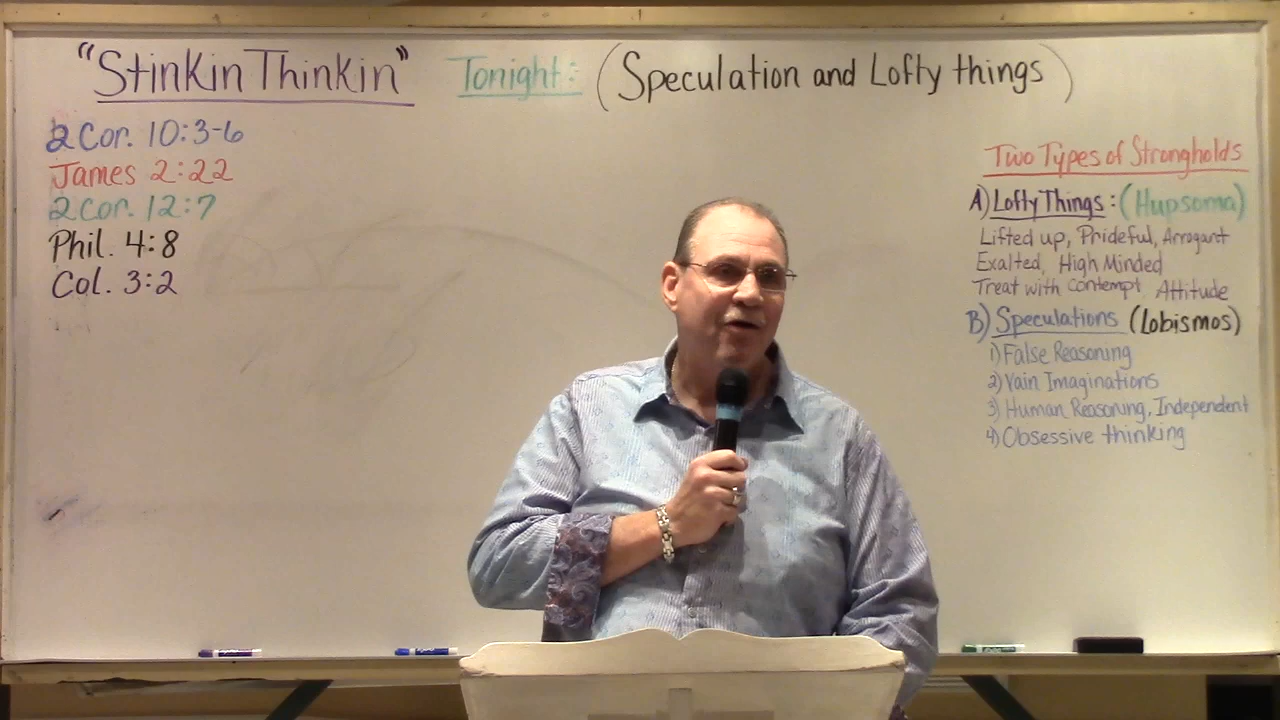 "Stinkin Thinkin" Tonight: (Speculation and Lofty things)
2 Cor. 10:3-6
James 2:22
2 Cor. 12:7
Phil. 4:8
Col. 3:2
Two Types of Strongholds
A) Lofty Things: (Hupsoma)
Lifted up, Prideful, Arrogant
Exalted, High Minded
Treat with contempt Attitude
B) Speculations (Lobismos)
1) False Reasoning
2) Vain Imaginations
3) Human Reasoning, Independent
4) Obsessive thinking